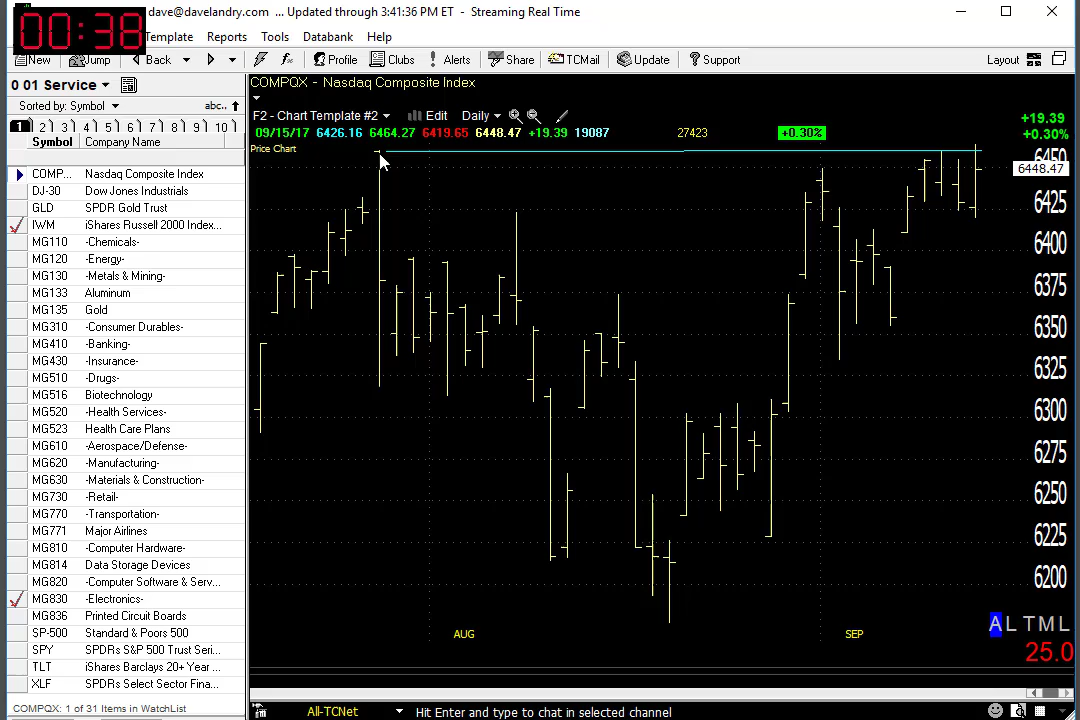 00:38
dave@davelandry.com ... Updated through 3:41:36 PM ET - Streaming Real Time
Template Reports Tools Databank Help
New Jump Back Profile Clubs Alerts Share TCMail Update Support Layout
0 01 Service
Sorted by: Symbol abc..
1 2 3 4 5 6 7 8 9 10
Symbol Company Name
COMP... Nasdaq Composite Index
DJ-30 Dow Jones Industrials
GLD SPDR Gold Trust
IWM iShares Russell 2000 Index...
MG110 -Chemicals-
MG120 -Energy-
MG130 -Metals & Mining-
MG133 Aluminum
MG135 Gold
MG310 -Consumer Durables-
MG410 -Banking-
MG430 -Insurance-
MG510 -Drugs-
MG516 Biotechnology
MG520 -Health Services-
MG523 Health Care Plans
MG610 -Aerospace/Defense-
MG620 -Manufacturing-
MG630 -Materials & Construction-
MG730 -Retail-
MG770 -Transportation-
MG771 Major Airlines
MG810 -Computer Hardware-
MG814 Data Storage Devices
MG820 -Computer Software & Serv...
MG830 -Electronics-
MG836 Printed Circuit Boards
SP-500 Standard & Poors 500
SPY SPDRs S&P 500 Trust Seri...
TLT iShares Barclays 20+ Year ...
XLF SPDRs Select Sector Fina...
COMPQX: 1 of 31 Items in WatchList
COMPQX - Nasdaq Composite Index
F2 - Chart Template #2 Edit Daily
09/15/17 6426.16 6464.27 6419.65 6448.47 +19.39 19087 27423 +0.30%
+19.39
+0.30%
Price Chart
6450
6448.47
6425
6400
6375
6350
6325
6300
6275
6250
6225
6200
AUG SEP
A L T M L
25.0
All-TCNet Hit Enter and type to chat in selected channel